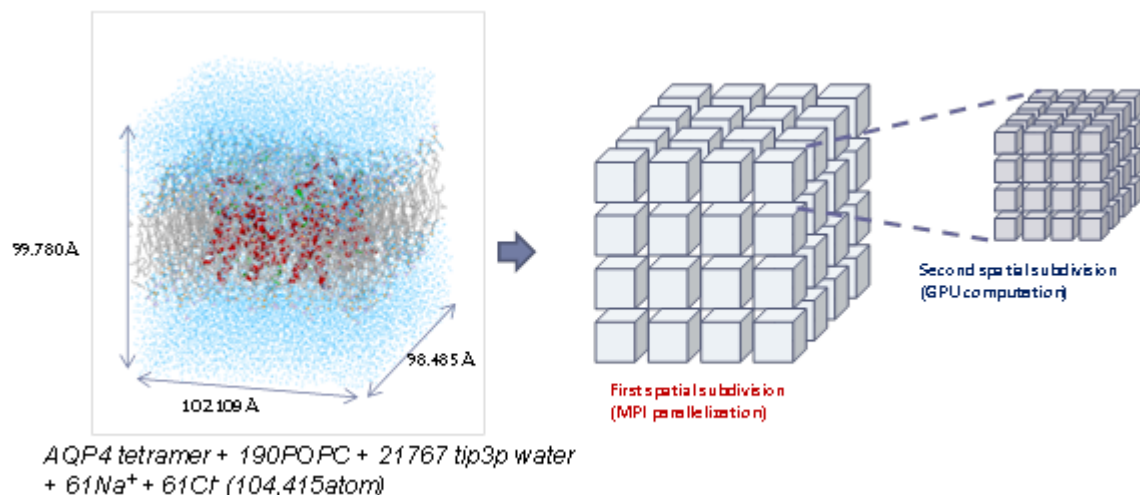 99.780Å
98.485Å
102.109Å
AQP4 tetramer + 190POPC + 21767 tip3p water
+ 61Na⁺ + 61Cl⁻ (104,415atom)
First spatial subdivision
(MPI parallelization)
Second spatial subdivision
(GPU computation)